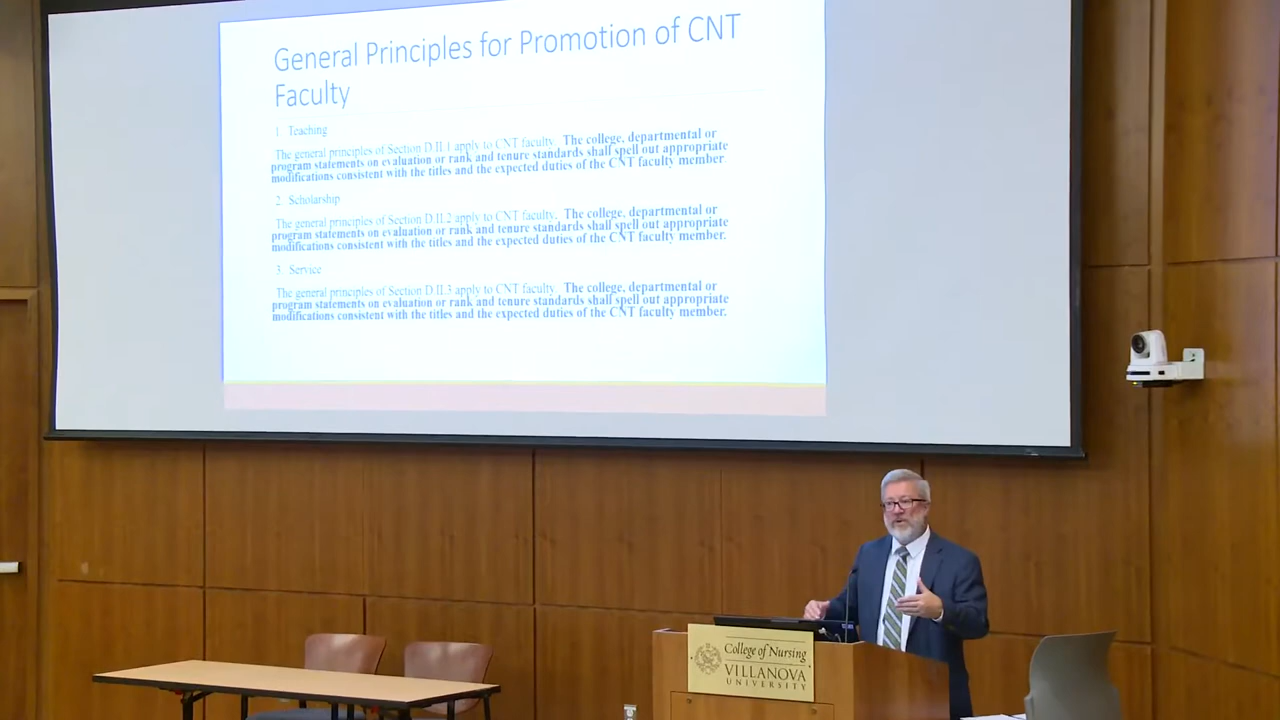 General Principles for Promotion of CNT
Faculty
1. Teaching
The general principles of Section D.II.1 apply to CNT faculty. The college, departmental or
program statements on evaluation or rank and tenure standards shall spell out appropriate
modifications consistent with the titles and the expected duties of the CNT faculty member.
2. Scholarship
The general principles of Section D.II.2 apply to CNT faculty. The college, departmental or
program statements on evaluation or rank and tenure standards shall spell out appropriate
modifications consistent with the titles and the expected duties of the CNT faculty member.
3. Service
The general principles of Section D.II.3 apply to CNT faculty. The college, departmental or
program statements on evaluation or rank and tenure standards shall spell out appropriate
modifications consistent with the titles and the expected duties of the CNT faculty member.
College of Nursing
VILLANOVA
UNIVERSITY